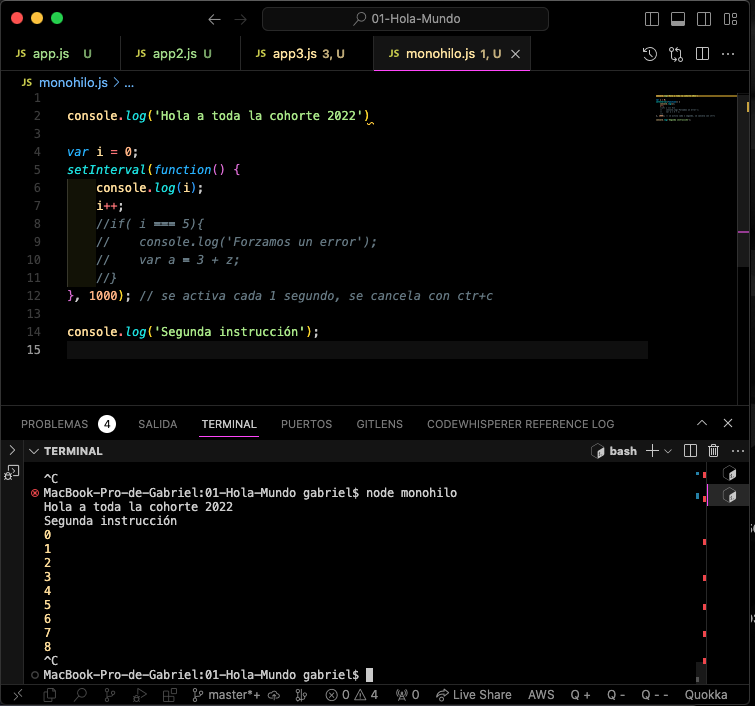 01-Hola-Mundo
JS app.js U
JS app2.js U
JS app3.js 3, U
JS monohilo.js 1, U
JS monohilo.js > ...
1
2 console.log('Hola a toda la cohorte 2022')
3
4 var i = 0;
5 setInterval(function() {
6 console.log(i);
7 i++;
8 //if( i === 5){
9 //    console.log('Forzamos un error');
10 //    var a = 3 + z;
11 //}
12 }, 1000); // se activa cada 1 segundo, se cancela con ctr+c
13
14 console.log('Segunda instrucción');
15
PROBLEMAS 4 SALIDA TERMINAL PUERTOS GITLENS CODEWHISPERER REFERENCE LOG
TERMINAL
bash
^C
MacBook-Pro-de-Gabriel:01-Hola-Mundo gabriel$ node monohilo
Hola a toda la cohorte 2022
Segunda instrucción
0
1
2
3
4
5
6
7
8
^C
MacBook-Pro-de-Gabriel:01-Hola-Mundo gabriel$
master*+ 0 4 0 Live Share AWS Q + Q - Q - - Quokka